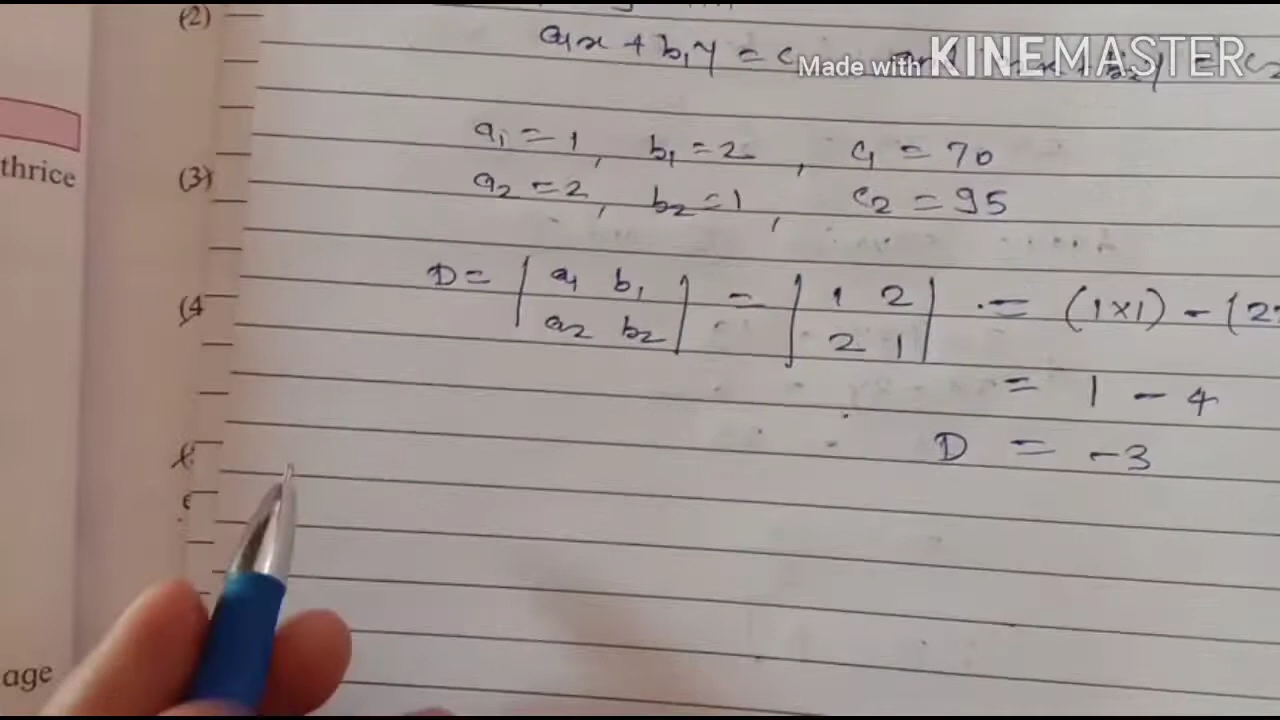 (2)
a₁x + b₁y = c
Made with KINEMASTER
a₁ = 1, b₁ = 2, c₁ = 70
thrice
(3)
a₂ = 2, b₂ = 1, c₂ = 95
D = | a₁ b₁ | = | 1 2 | = (1×1) - (2
(4
a₂ b₂ 2 1
= 1 - 4
D = -3
age